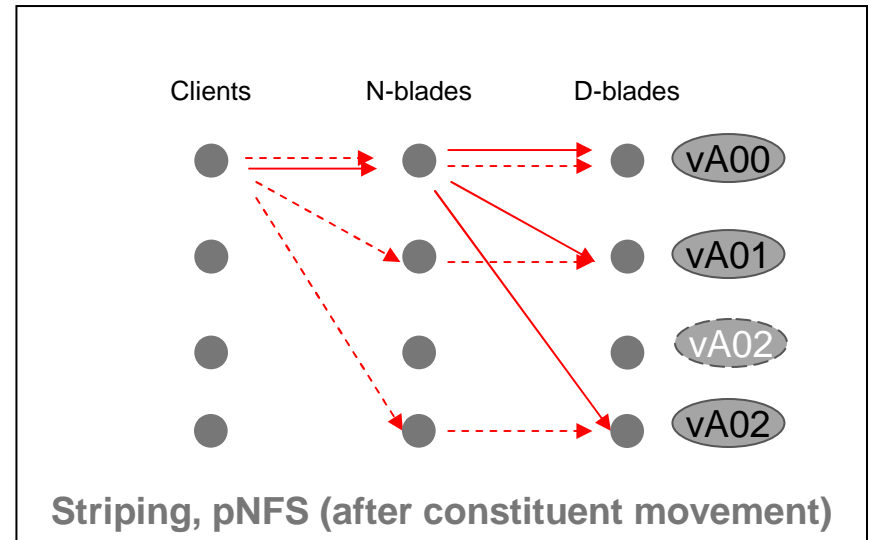 Clients N-blades D-blades
vA00
vA01
vA02
vA02
Striping, pNFS (after constituent movement)